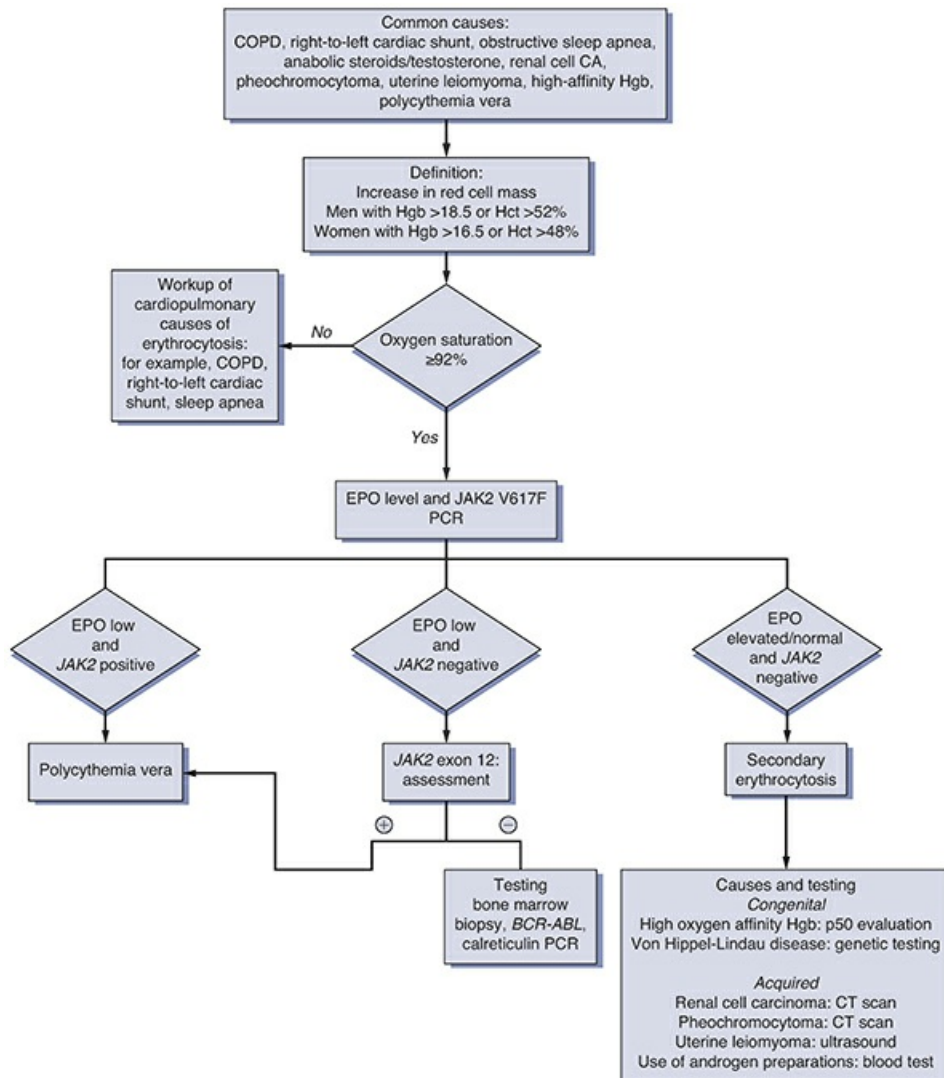 Common causes:
COPD, right-to-left cardiac shunt, obstructive sleep apnea,
anabolic steroids/testosterone, renal cell CA,
pheochromocytoma, uterine leiomyoma, high-affinity Hgb,
polycythemia vera
Definition:
Increase in red cell mass
Men with Hgb >18.5 or Hct >52%
Women with Hgb >16.5 or Hct >48%
Workup of
cardiopulmonary
causes of
erythrocytosis:
for example, COPD,
right-to-left cardiac
shunt, sleep apnea
No
Oxygen saturation
≥92%
Yes
EPO level and JAK2 V617F
PCR
EPO low
and
JAK2 positive
EPO low
and
JAK2 negative
EPO
elevated/normal
and JAK2
negative
Polycythemia vera
JAK2 exon 12:
assessment
Secondary
erythrocytosis
+
−
Testing
bone marrow
biopsy, BCR-ABL,
calreticulin PCR
Causes and testing
Congenital
High oxygen affinity Hgb: p50 evaluation
Von Hippel-Lindau disease: genetic testing
Acquired
Renal cell carcinoma: CT scan
Pheochromocytoma: CT scan
Uterine leiomyoma: ultrasound
Use of androgen preparations: blood test